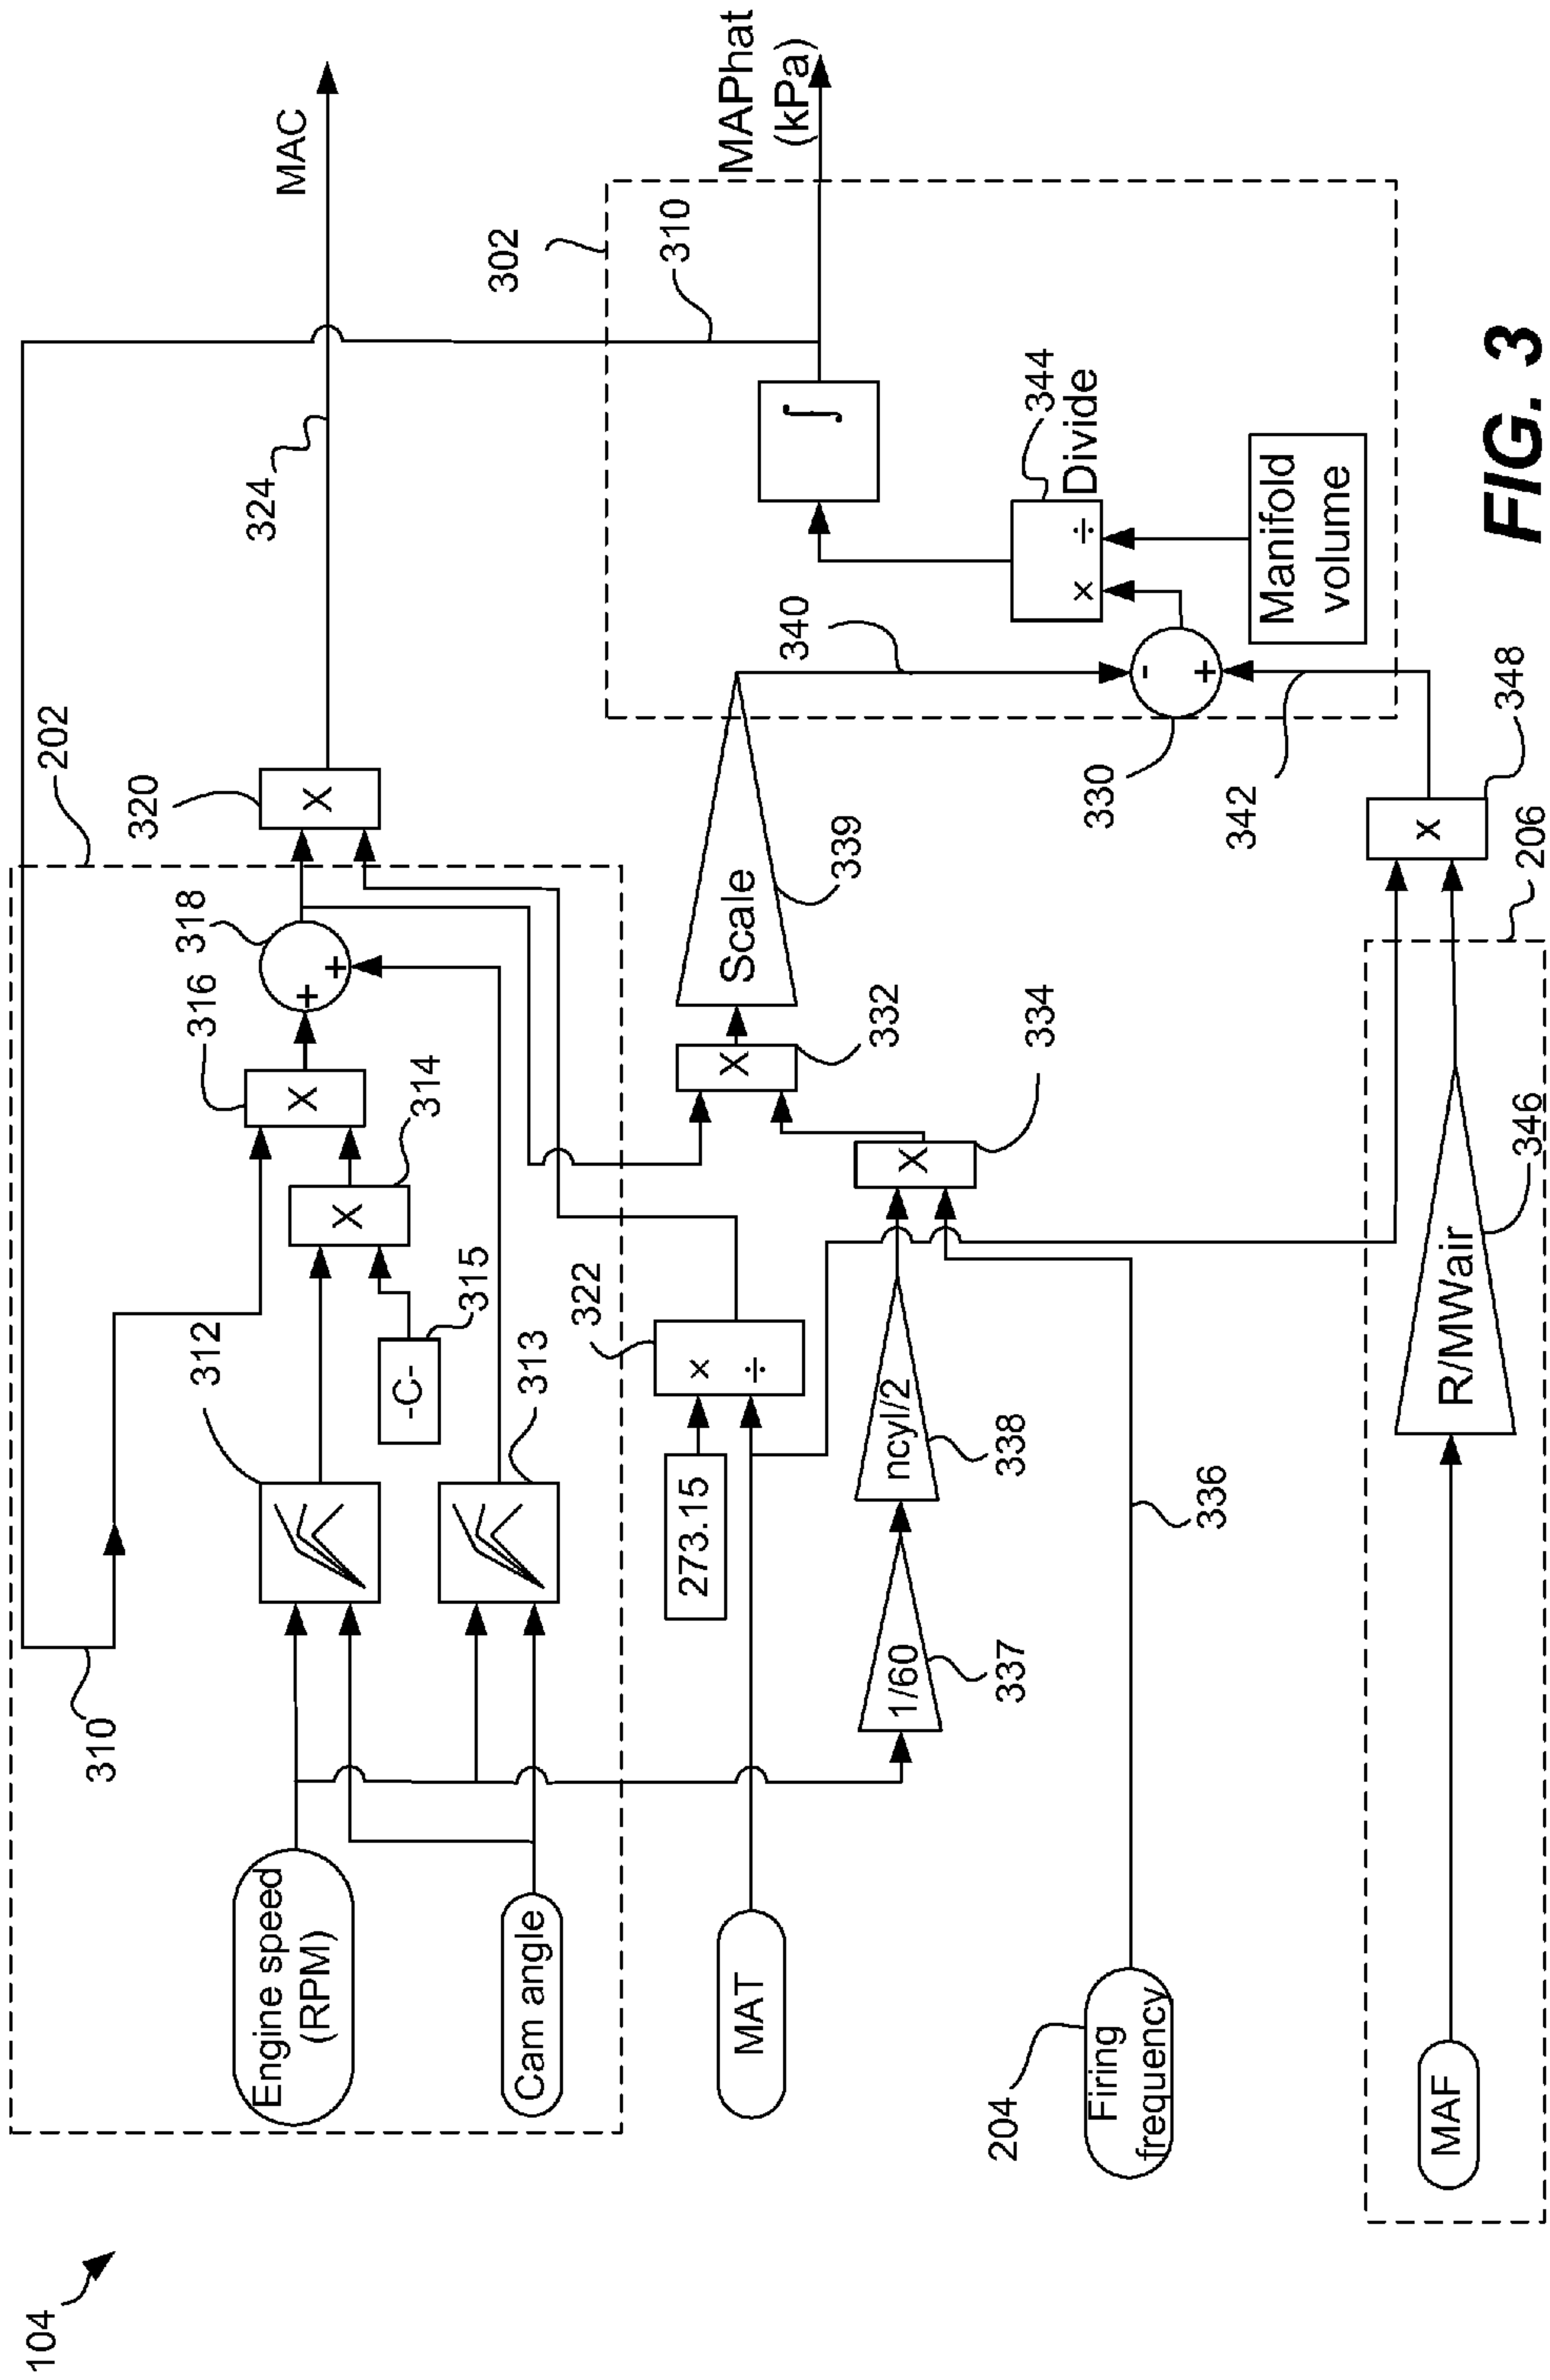 104
202
310
Engine speed
(RPM)
Cam angle
312
313
-C-
315
X
314
X
316
+
+
318
X
320
324
MAC
MAT
273.15
×
÷
322
1/60
337
ncyl/2
338
X
334
X
332
Scale
339
204
Firing
frequency
336
MAF
206
R/MWair
346
x
348
342
340
-
+
330
302
×
÷
344
Divide
Manifold
volume
∫
310
MAPhat
(kPa)
FIG. 3